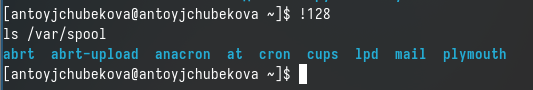 [antoyjchubekova@antoyjchubekova ~]$ !128
ls /var/spool
abrt abrt-upload anacron at cron cups lpd mail plymouth
[antoyjchubekova@antoyjchubekova ~]$